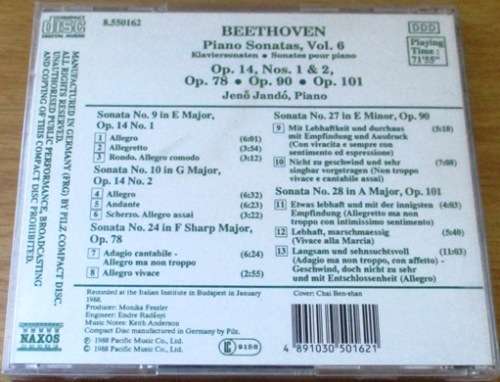 COMPACT
DISC
DIGITAL AUDIO
8.550162
BEETHOVEN
Piano Sonatas, Vol. 6
Klaviersonaten • Sonates pour piano
Op. 14, Nos. 1 & 2,
Op. 78 • Op. 90 • Op. 101
Jenő Jandó, Piano
DDD
Playing
Time:
71'55"
MANUFACTURED IN GERMANY (FRG) BY PILZ COMPACT DISC.
ALL RIGHTS RESERVED.
UNAUTHORISED PUBLIC PERFORMANCE, BROADCASTING
AND COPYING OF THIS COMPACT DISC PROHIBITED.
Sonata No. 9 in E Major,
Op. 14 No. 1
1 Allegro (6:01)
2 Allegretto (3:54)
3 Rondo. Allegro comodo (3:12)
Sonata No. 10 in G Major,
Op. 14 No. 2
4 Allegro (6:32)
5 Andante (4:23)
6 Scherzo. Allegro assai (3:22)
Sonata No. 24 in F Sharp Major,
Op. 78
7 Adagio cantabile -
Allegro ma non troppo (6:24)
8 Allegro vivace (2:55)
Sonata No. 27 in E Minor, Op. 90
9 Mit Lebhaftigkeit und durchaus (5:18)
mit Empfindung und Ausdruck
(Con vivacita e sempre con
sentimento ed espressione)
10 Nicht zu geschwind und sehr (7:08)
singbar vorgetragen (Non troppo
vivace e cantabile assai)
Sonata No. 28 in A Major, Op. 101
11 Etwas lebhaft und mit der innigsten (4:03)
Empfindung (Allegretto ma non
troppo con intimissimo sentimento)
12 Lebhaft, marschmaessig (5:40)
(Vivace alla Marcia)
13 Langsam und sehnsuchtsvoll (11:03)
(Adagio ma non troppo, con affetto) -
Geschwind, doch nicht zu sehr
und mit Entschlossenheit (Allegro)
Recorded at the Italian Institute in Budapest in January
1988.
Producer: Monika Feszler
Engineer: Endre Radányi
Music Notes: Keith Anderson
Compact Disc manufactured in Germany by Pilz.
℗ 1988 Pacific Music Co., Ltd.
© 1988 Pacific Music Co., Ltd.
Cover: Chai Ben-shan
NAXOS
9156
4 891030 501621